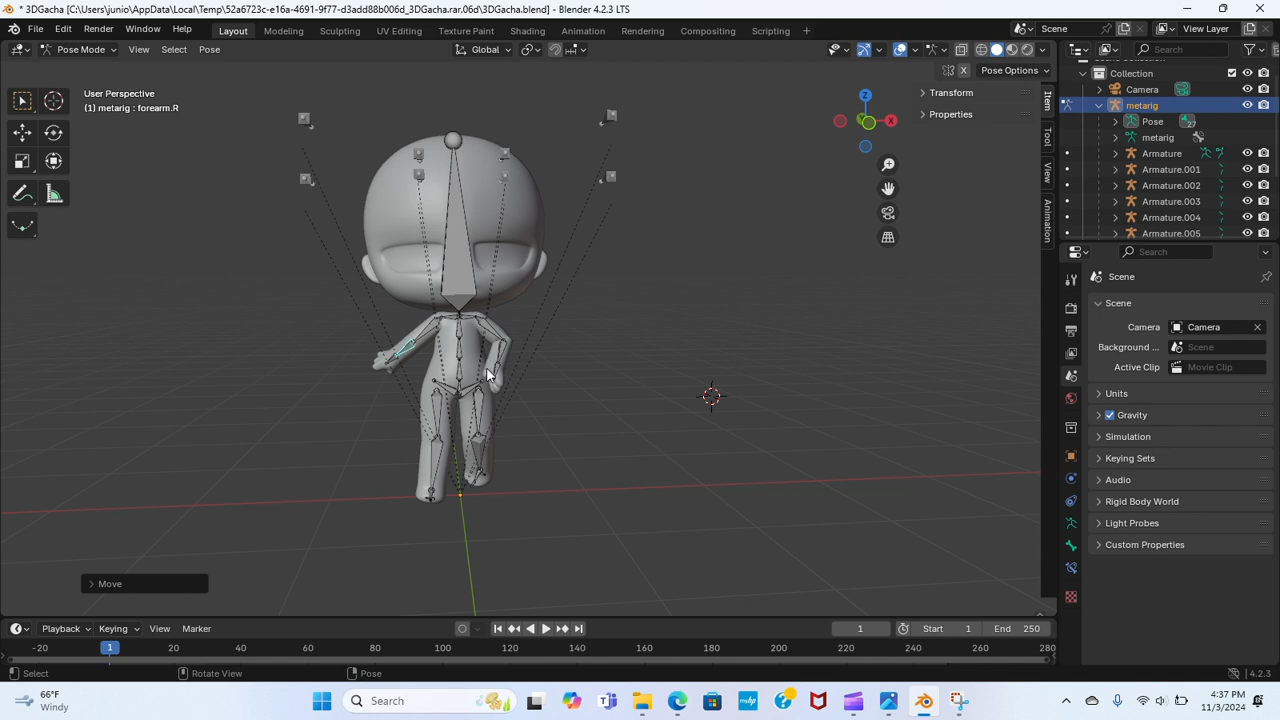 * 3DGacha [C:\Users\junio\AppData\Local\Temp\52a6723c-e16a-4691-9f77-d3add88b006d_3DGacha.rar.06d\3DGacha.blend] - Blender 4.2.3 LTS
File Edit Render Window Help Layout Modeling Sculpting UV Editing Texture Paint Shading Animation Rendering Compositing Scripting + Scene View Layer
Pose Mode View Select Pose Global Search
X Pose Options
User Perspective
(1) metarig : forearm.R
Transform
Properties
Item
Tool
View
Animation
Z
X
Collection
Camera
metarig
Pose
metarig
Armature
Armature.001
Armature.002
Armature.003
Armature.004
Armature.005
Search
Scene
Scene
Camera Camera
Background ... Scene
Active Clip Movie Clip
Units
Gravity
Simulation
Keying Sets
Color Management
Rigid Body World
Light Probes
Custom Properties
Move
Playback Keying View Marker 1 Start 1 End 250
-20 1 20 40 60 80 100 120 140 160 180 200 220 240 260 280
Select Rotate View Pose 4.2.3
66°F
Windy
Search
4:37 PM
11/3/2024